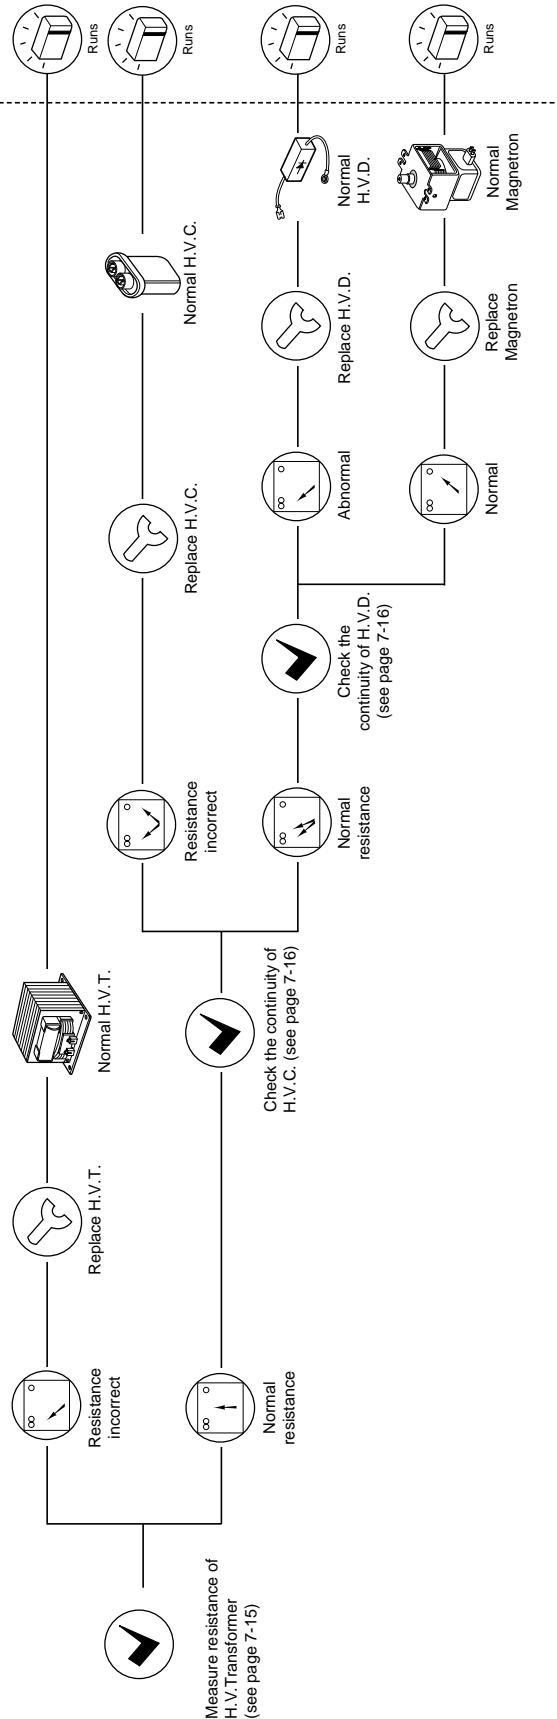 Measure resistance of
H.V.Transformer
(see page 7-15)
Resistance
incorrect
Replace H.V.T.
Normal H.V.T.
Runs
Normal
resistance
Check the continuity of
H.V.C. (see page 7-16)
Resistance
incorrect
Replace H.V.C.
Normal H.V.C.
Runs
Normal
resistance
Check the
continuity of H.V.D.
(see page 7-16)
Abnormal
Replace H.V.D.
Normal
H.V.D.
Runs
Normal
Replace
Magnetron
Normal
Magnetron
Runs